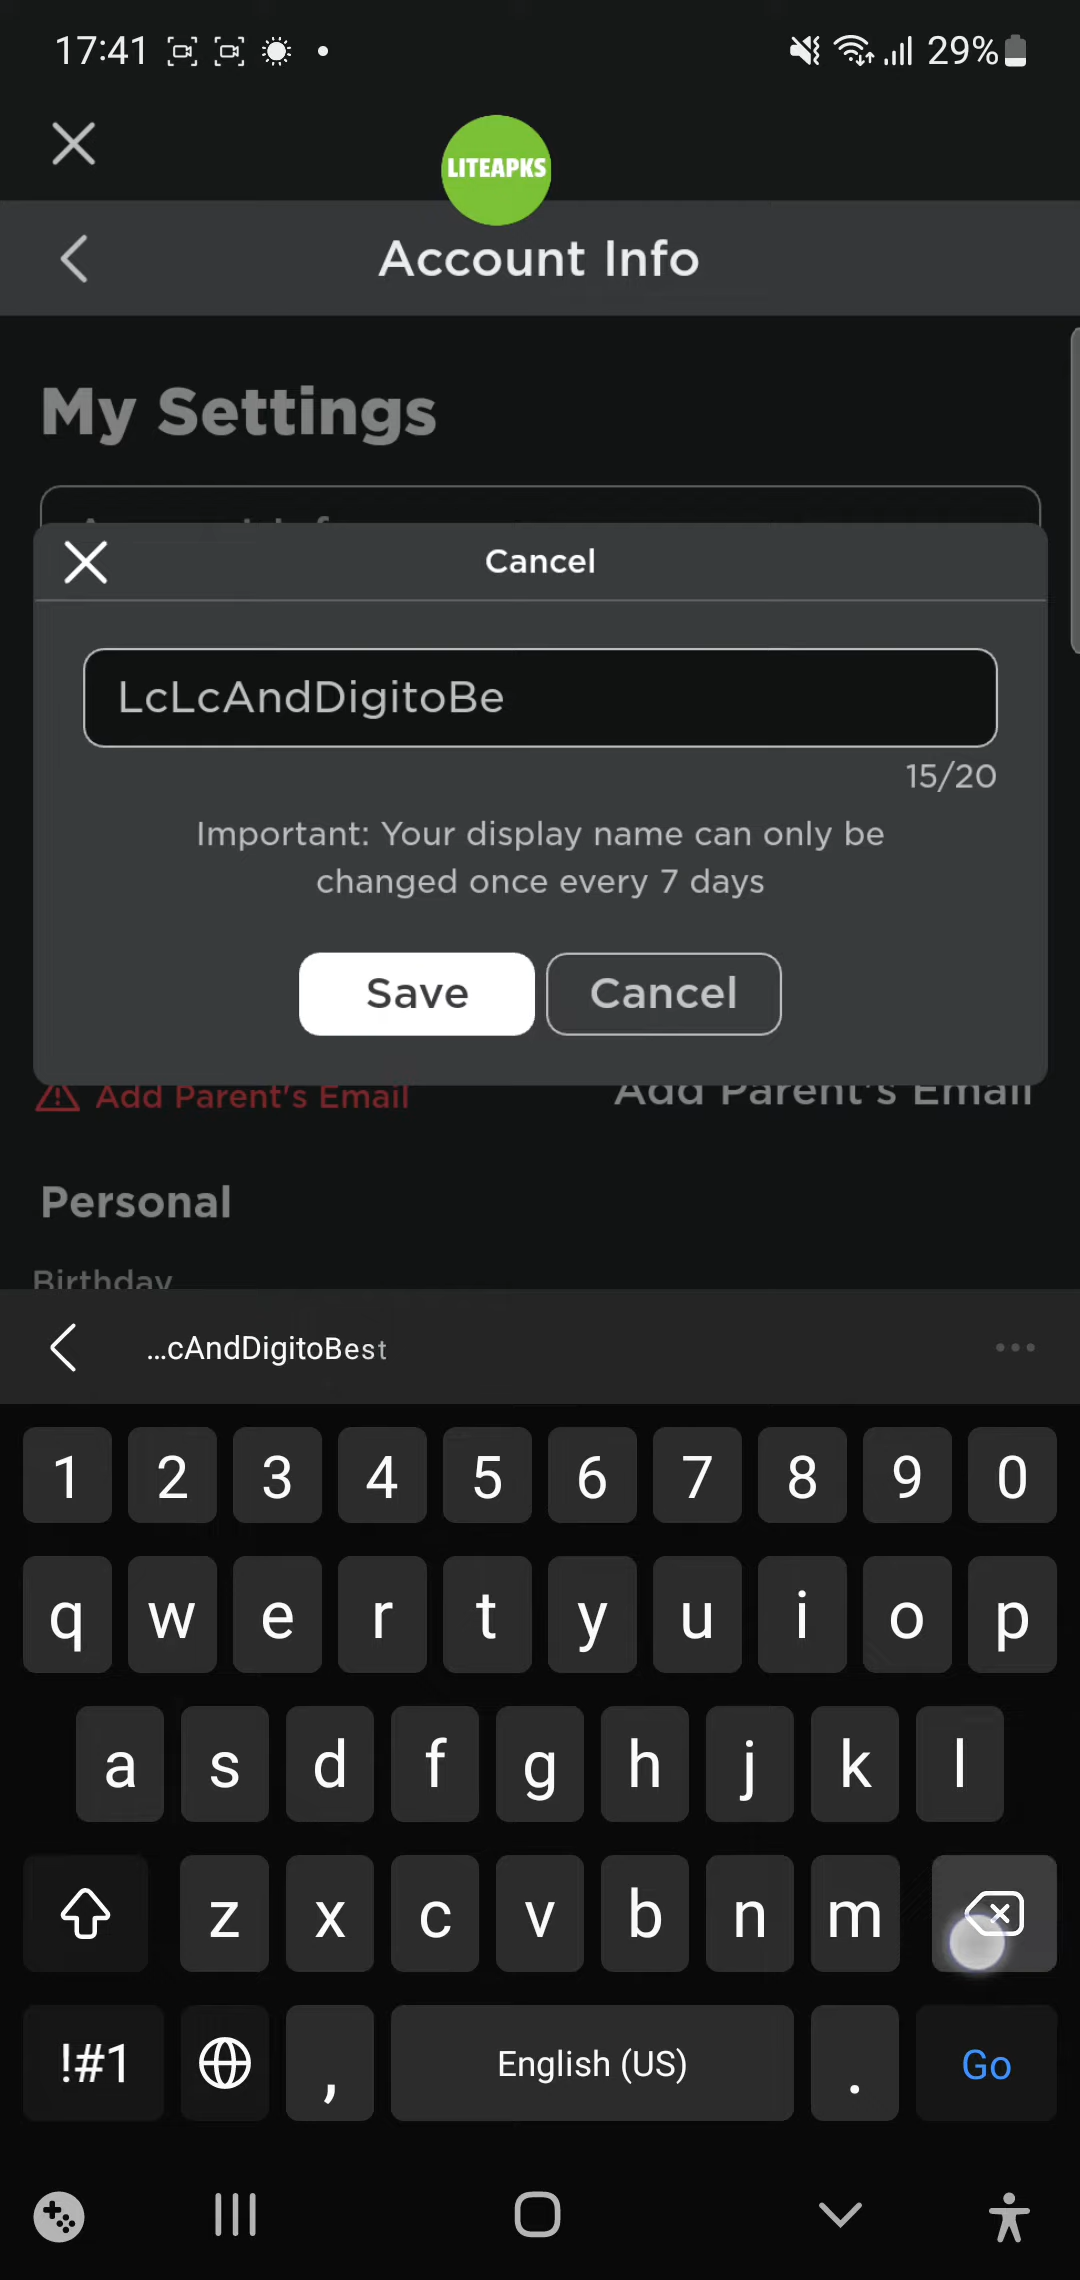 17:41
29%
LITEAPKS
Account Info
My Settings
Cancel
LcLcAndDigitoBe
15/20
Important: Your display name can only be
changed once every 7 days
Save Cancel
Add Parent's Email Add Parent's Email
Personal
Birthday
...cAndDigitoBest
1 2 3 4 5 6 7 8 9 0
q w e r t y u i o p
a s d f g h j k l
z x c v b n m
!#1 , English (US) . Go